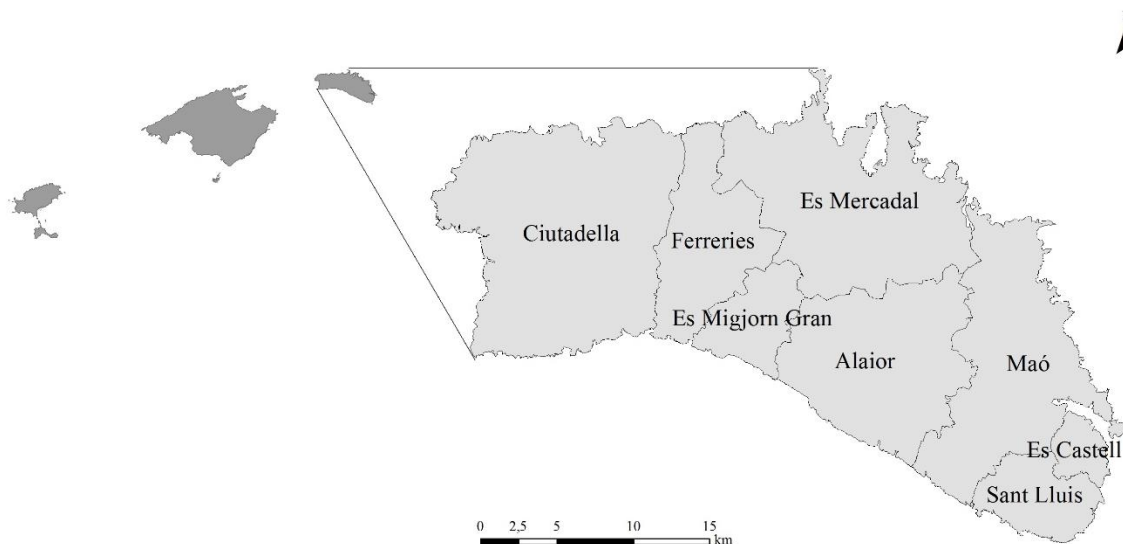 Es Mercadal
Ciutadella
Ferreries
Es Migjorn Gran
Alaior
Maó
Es Castell
Sant Lluis
0 2,5 5 10 15
km